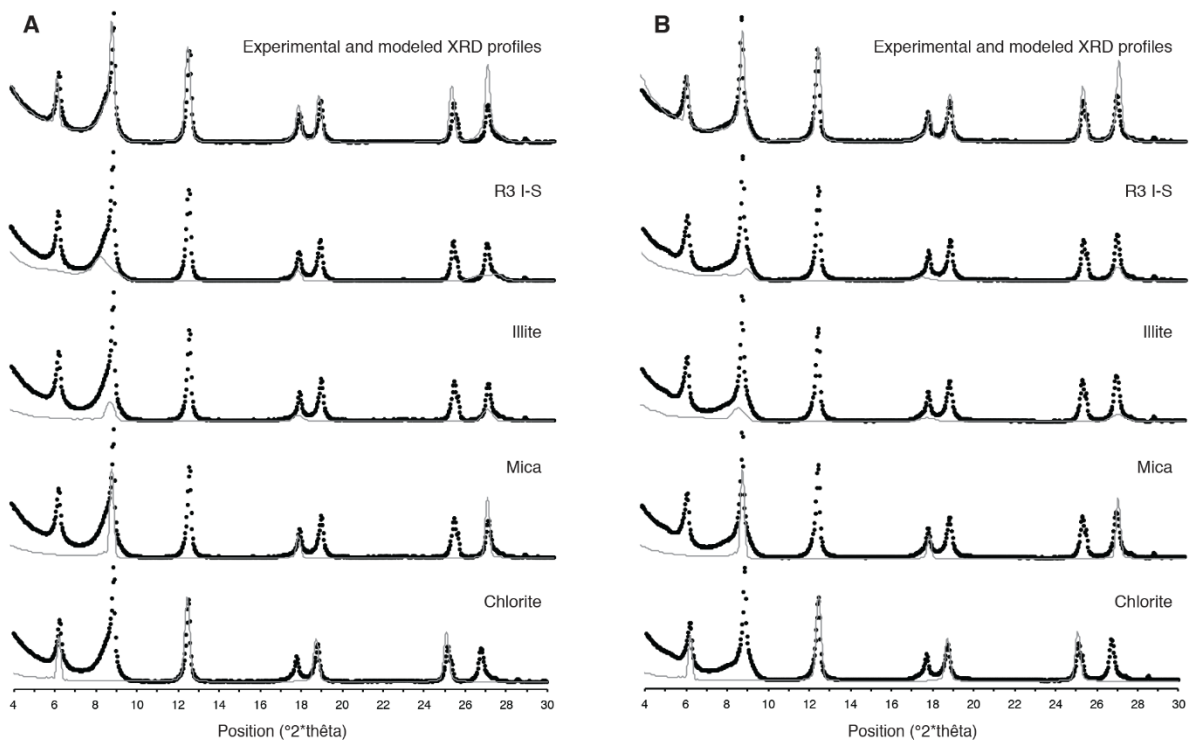 A
Experimental and modeled XRD profiles
R3 I-S
Illite
Mica
Chlorite
4 6 8 10 12 14 16 18 20 22 24 26 28 30
Position (°2*thêta)
B
Experimental and modeled XRD profiles
R3 I-S
Illite
Mica
Chlorite
4 6 8 10 12 14 16 18 20 22 24 26 28 30
Position (°2*thêta)